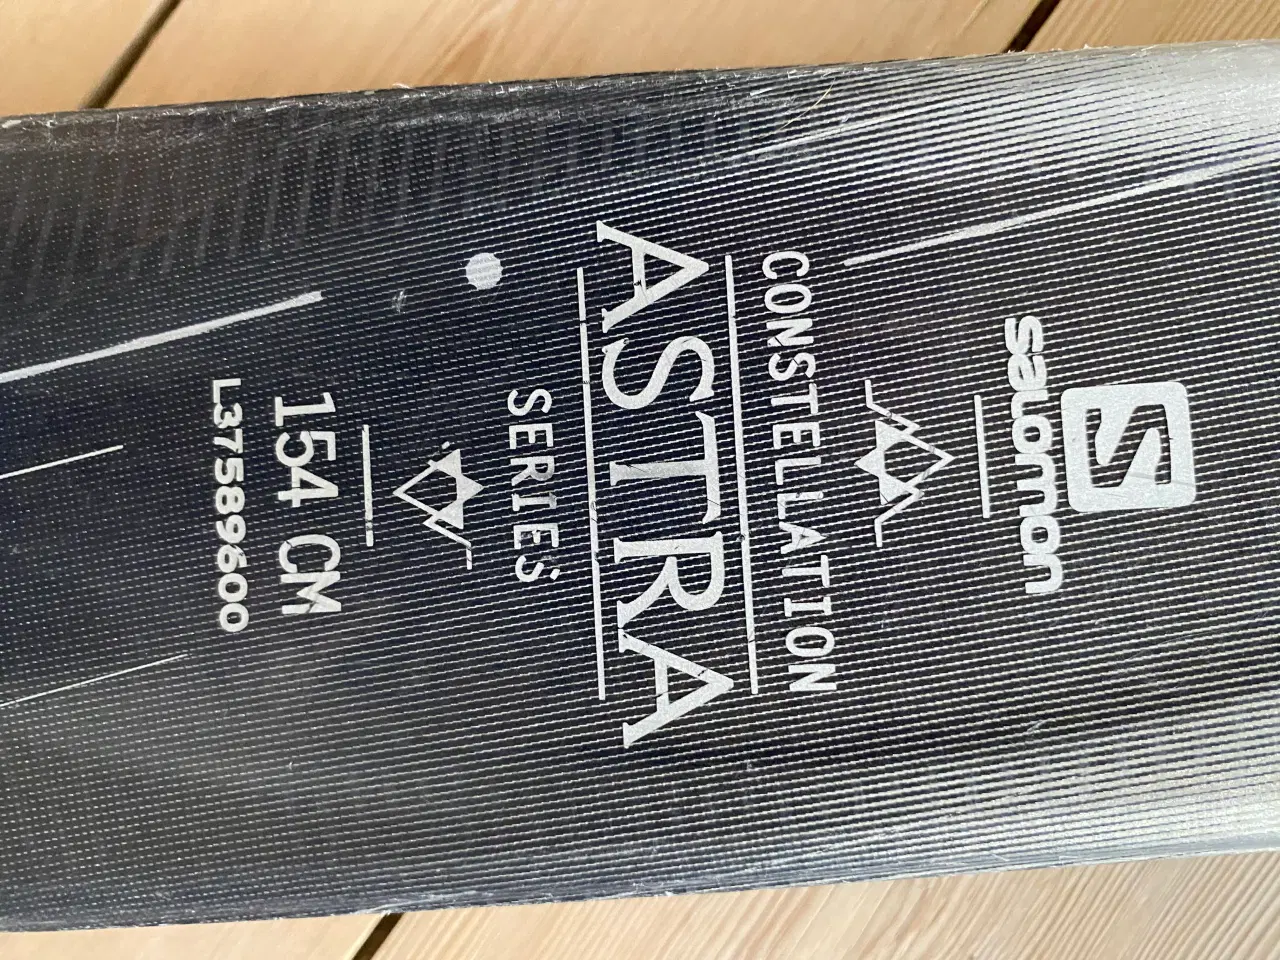 S
salomon
CONSTELLATION
ASTRA
SERIES
154 CM
L37589600